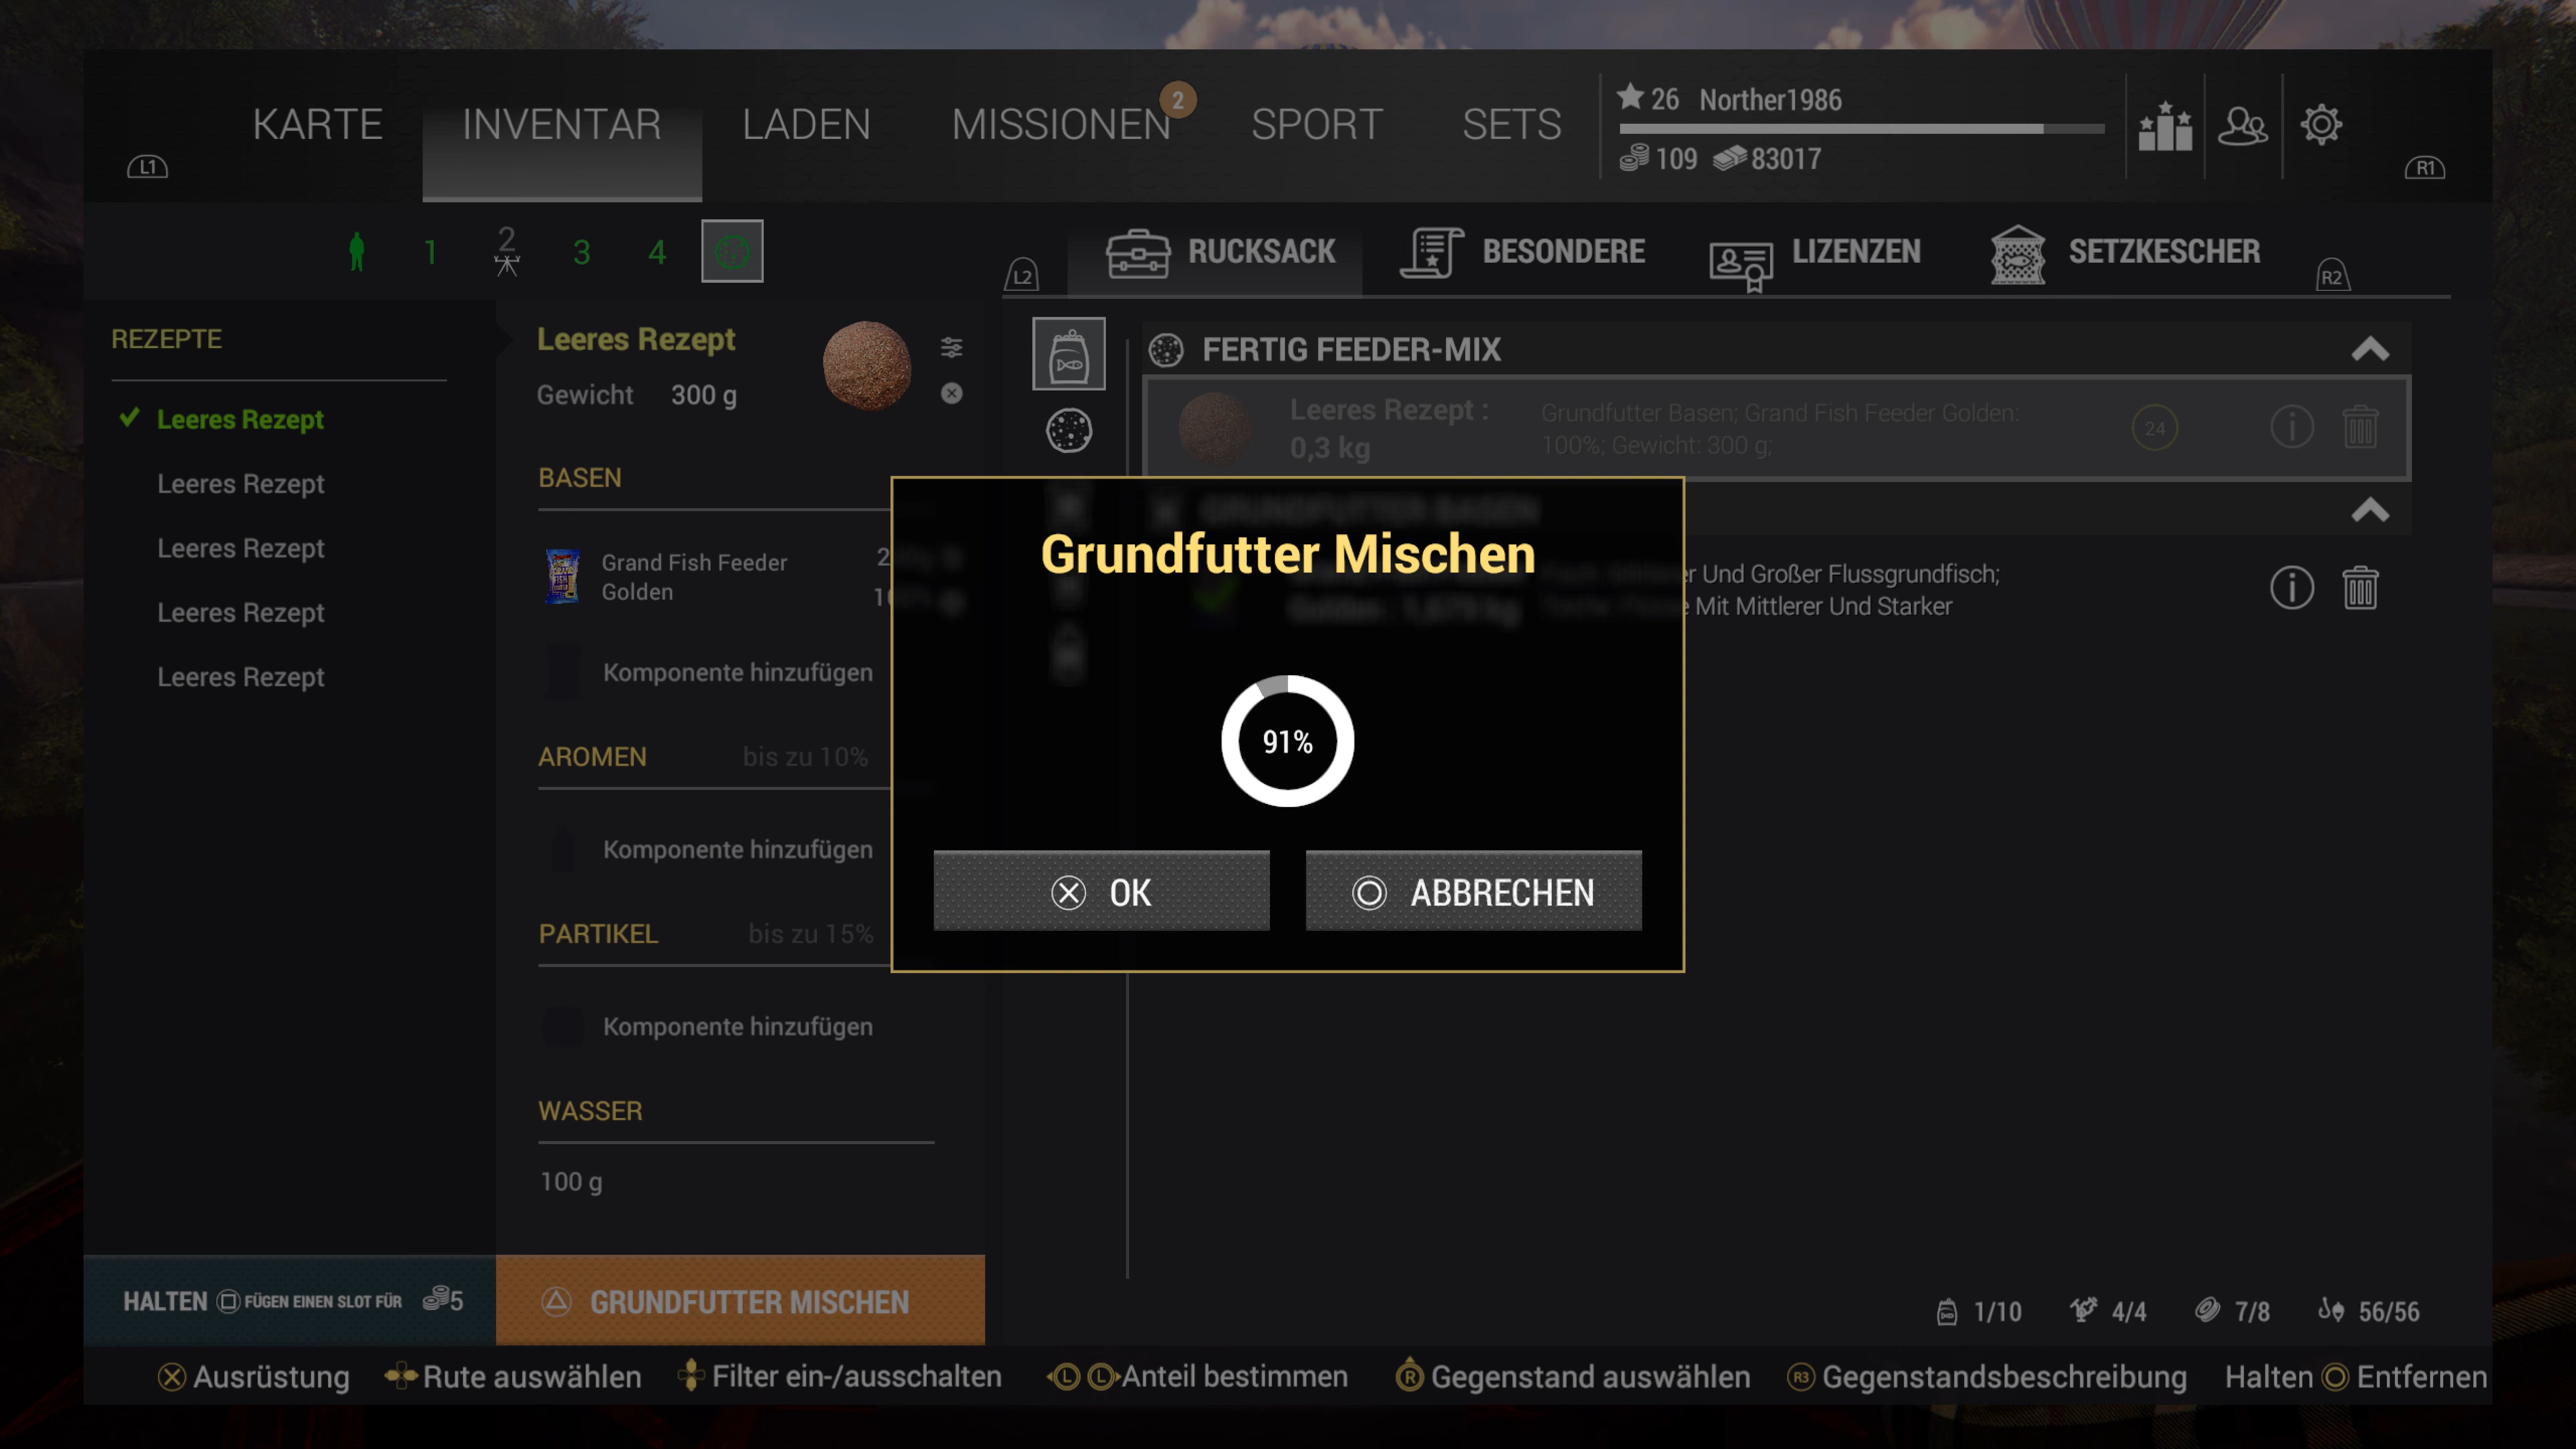 KARTE
INVENTAR
LADEN
MISSIONEN
2
SPORT
SETS
26 Norther1986
109 83017
L1
R1
1
2
3
4
L2
RUCKSACK
BESONDERE
LIZENZEN
SETZKESCHER
R2
REZEPTE
Leeres Rezept
Leeres Rezept
Leeres Rezept
Leeres Rezept
Leeres Rezept
Leeres Rezept
Gewicht 300 g
BASEN
Grand Fish Feeder
Golden
Komponente hinzufügen
AROMEN bis zu 10%
Komponente hinzufügen
PARTIKEL bis zu 15%
Komponente hinzufügen
WASSER
100 g
FERTIG FEEDER-MIX
Leeres Rezept :
0,3 kg
Grundfutter Basen; Grand Fish Feeder Golden:
100%; Gewicht: 300 g;
24
GRUNDFUTTER BASEN
Und Großer Flussgrundfisch;
Mit Mittlerer Und Starker
Grundfutter Mischen
91%
OK
ABBRECHEN
HALTEN FÜGEN EINEN SLOT FÜR 5
GRUNDFUTTER MISCHEN
1/10 4/4 7/8 56/56
Ausrüstung Rute auswählen Filter ein-/ausschalten L L Anteil bestimmen R Gegenstand auswählen R3 Gegenstandsbeschreibung Halten Entfernen